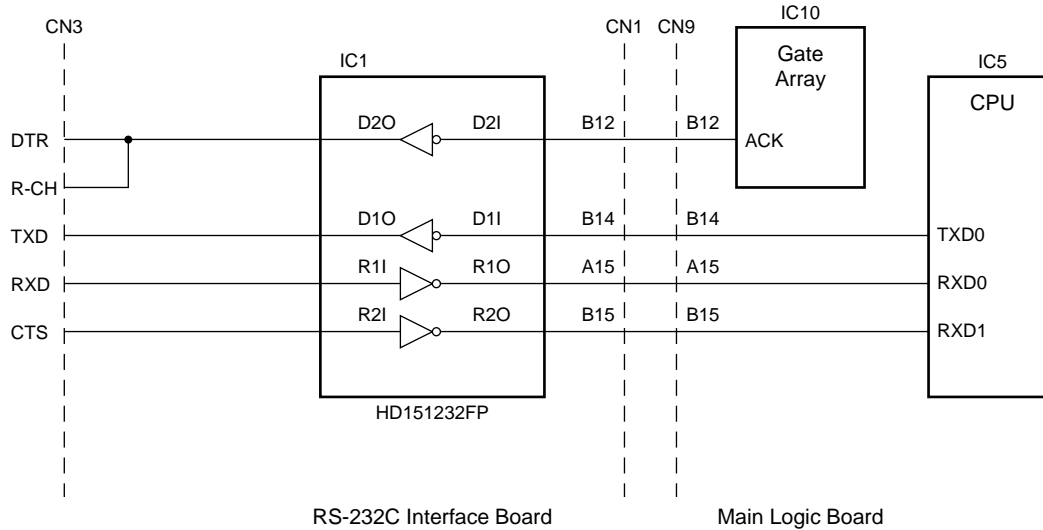 IC10
CN3
CN1 CN9
IC1
Gate
Array
IC5
CPU
DTR
D2O D2I B12 B12
ACK
R-CH
TXD
D1O D1I B14 B14
TXD0
RXD
R1I R1O A15 A15
RXD0
CTS
R2I R2O B15 B15
RXD1
HD151232FP
RS-232C Interface Board
Main Logic Board